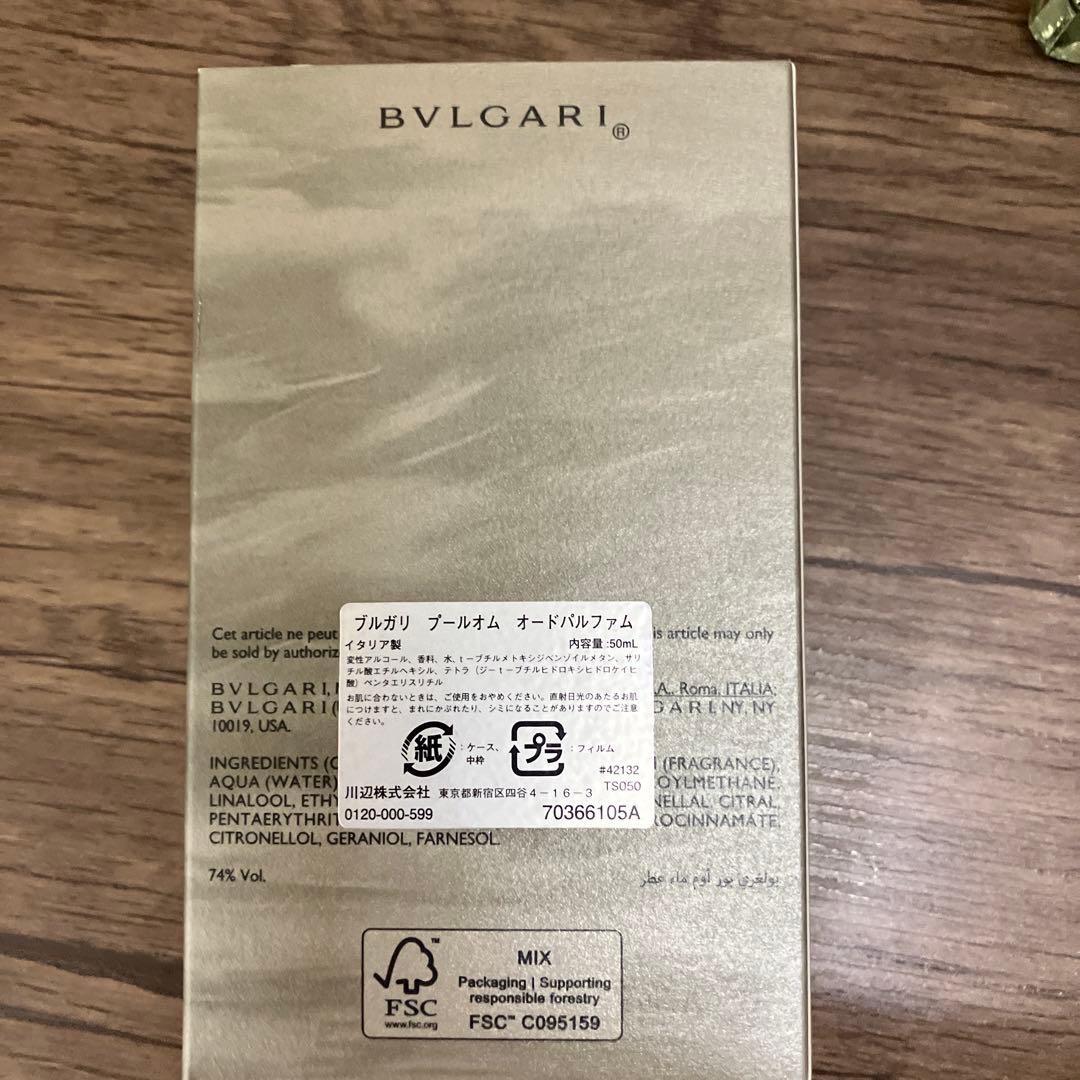 BVLGARI®
ブルガリ プールオム オードパルファム
イタリア製 内容量:50mL
変性アルコール、香料、水、t-ブチルメトキシジベンゾイルメタン、サリ
チル酸エチルヘキシル、テトラ(ジ-t-ブチルヒドロキシヒドロケイヒ
酸)ペンタエリスリチル
お肌に合わないときは、ご使用をおやめください。直射日光のあたるお肌
につけますと、まれにかぶれたり、シミになることがありますのでご注意
ください。
紙 :ケース、中枠 プラ :フィルム
#42132
TS050
川辺株式会社 東京都新宿区四谷4-16-3
0120-000-599 70366105A
Cet article ne peut is article may only
be sold by authoriz
BVLGARI, A., Roma, ITALIA;
BVLGARI GARI, NY, NY
10019, USA.
INGREDIENTS (FRAGRANCE),
AQUA (WATER) OYLMETHANE,
LINALOOL, ETHY NELLAL, CITRAL,
PENTAERYTHRIT ROCINNAMATE,
CITRONELLOL, GERANIOL, FARNESOL.
74% Vol. بولغري بور أوم ماء عطر
FSC™
www.fsc.org
MIX
Packaging | Supporting
responsible forestry
FSC™ C095159